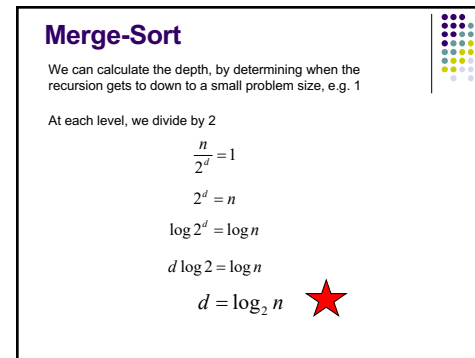 Merge-Sort
We can calculate the depth, by determining when the
recursion gets to down to a small problem size, e.g. 1
At each level, we divide by 2
n/2^d = 1
2^d = n
log 2^d = log n
d log 2 = log n
d = log₂ n